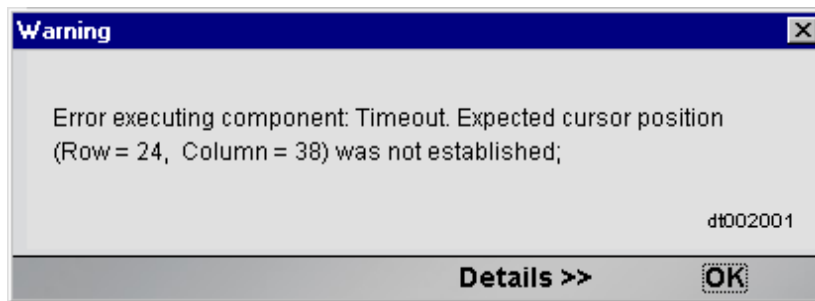 Warning
Error executing component: Timeout. Expected cursor position
(Row = 24, Column = 38) was not established;
dt002001
Details >> OK